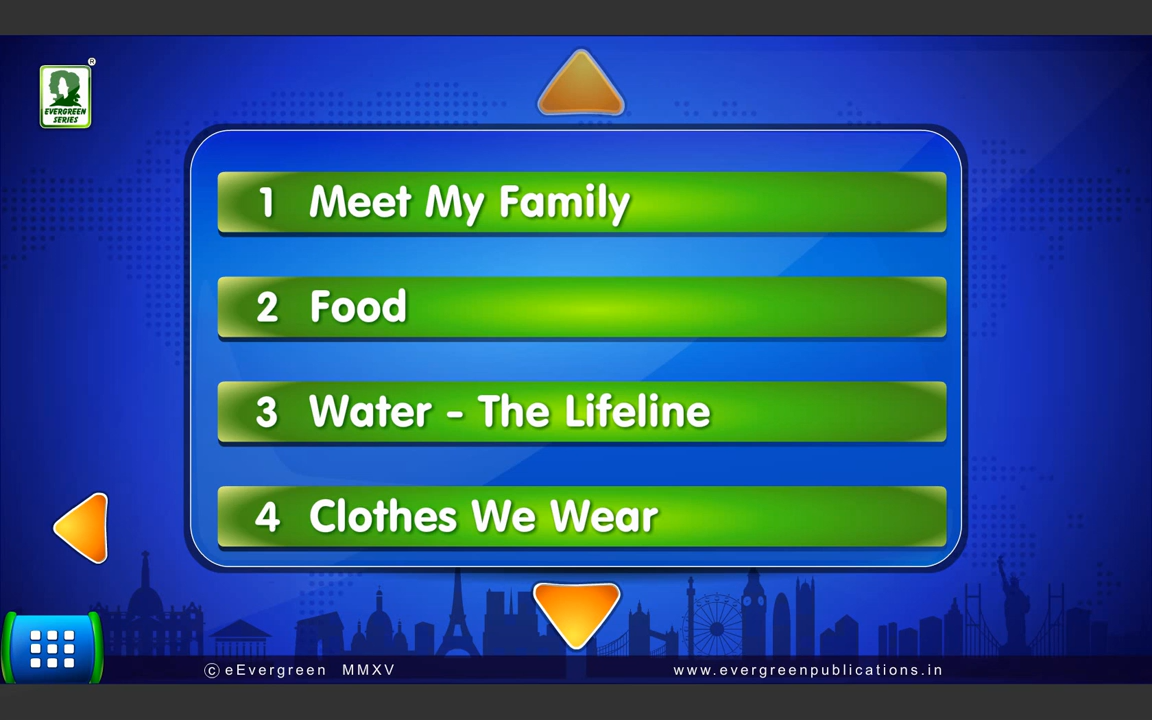 ®
EVERGREEN
SERIES
1 Meet My Family
2 Food
3 Water - The Lifeline
4 Clothes We Wear
© eEvergreen MMXV
www.evergreenpublications.in